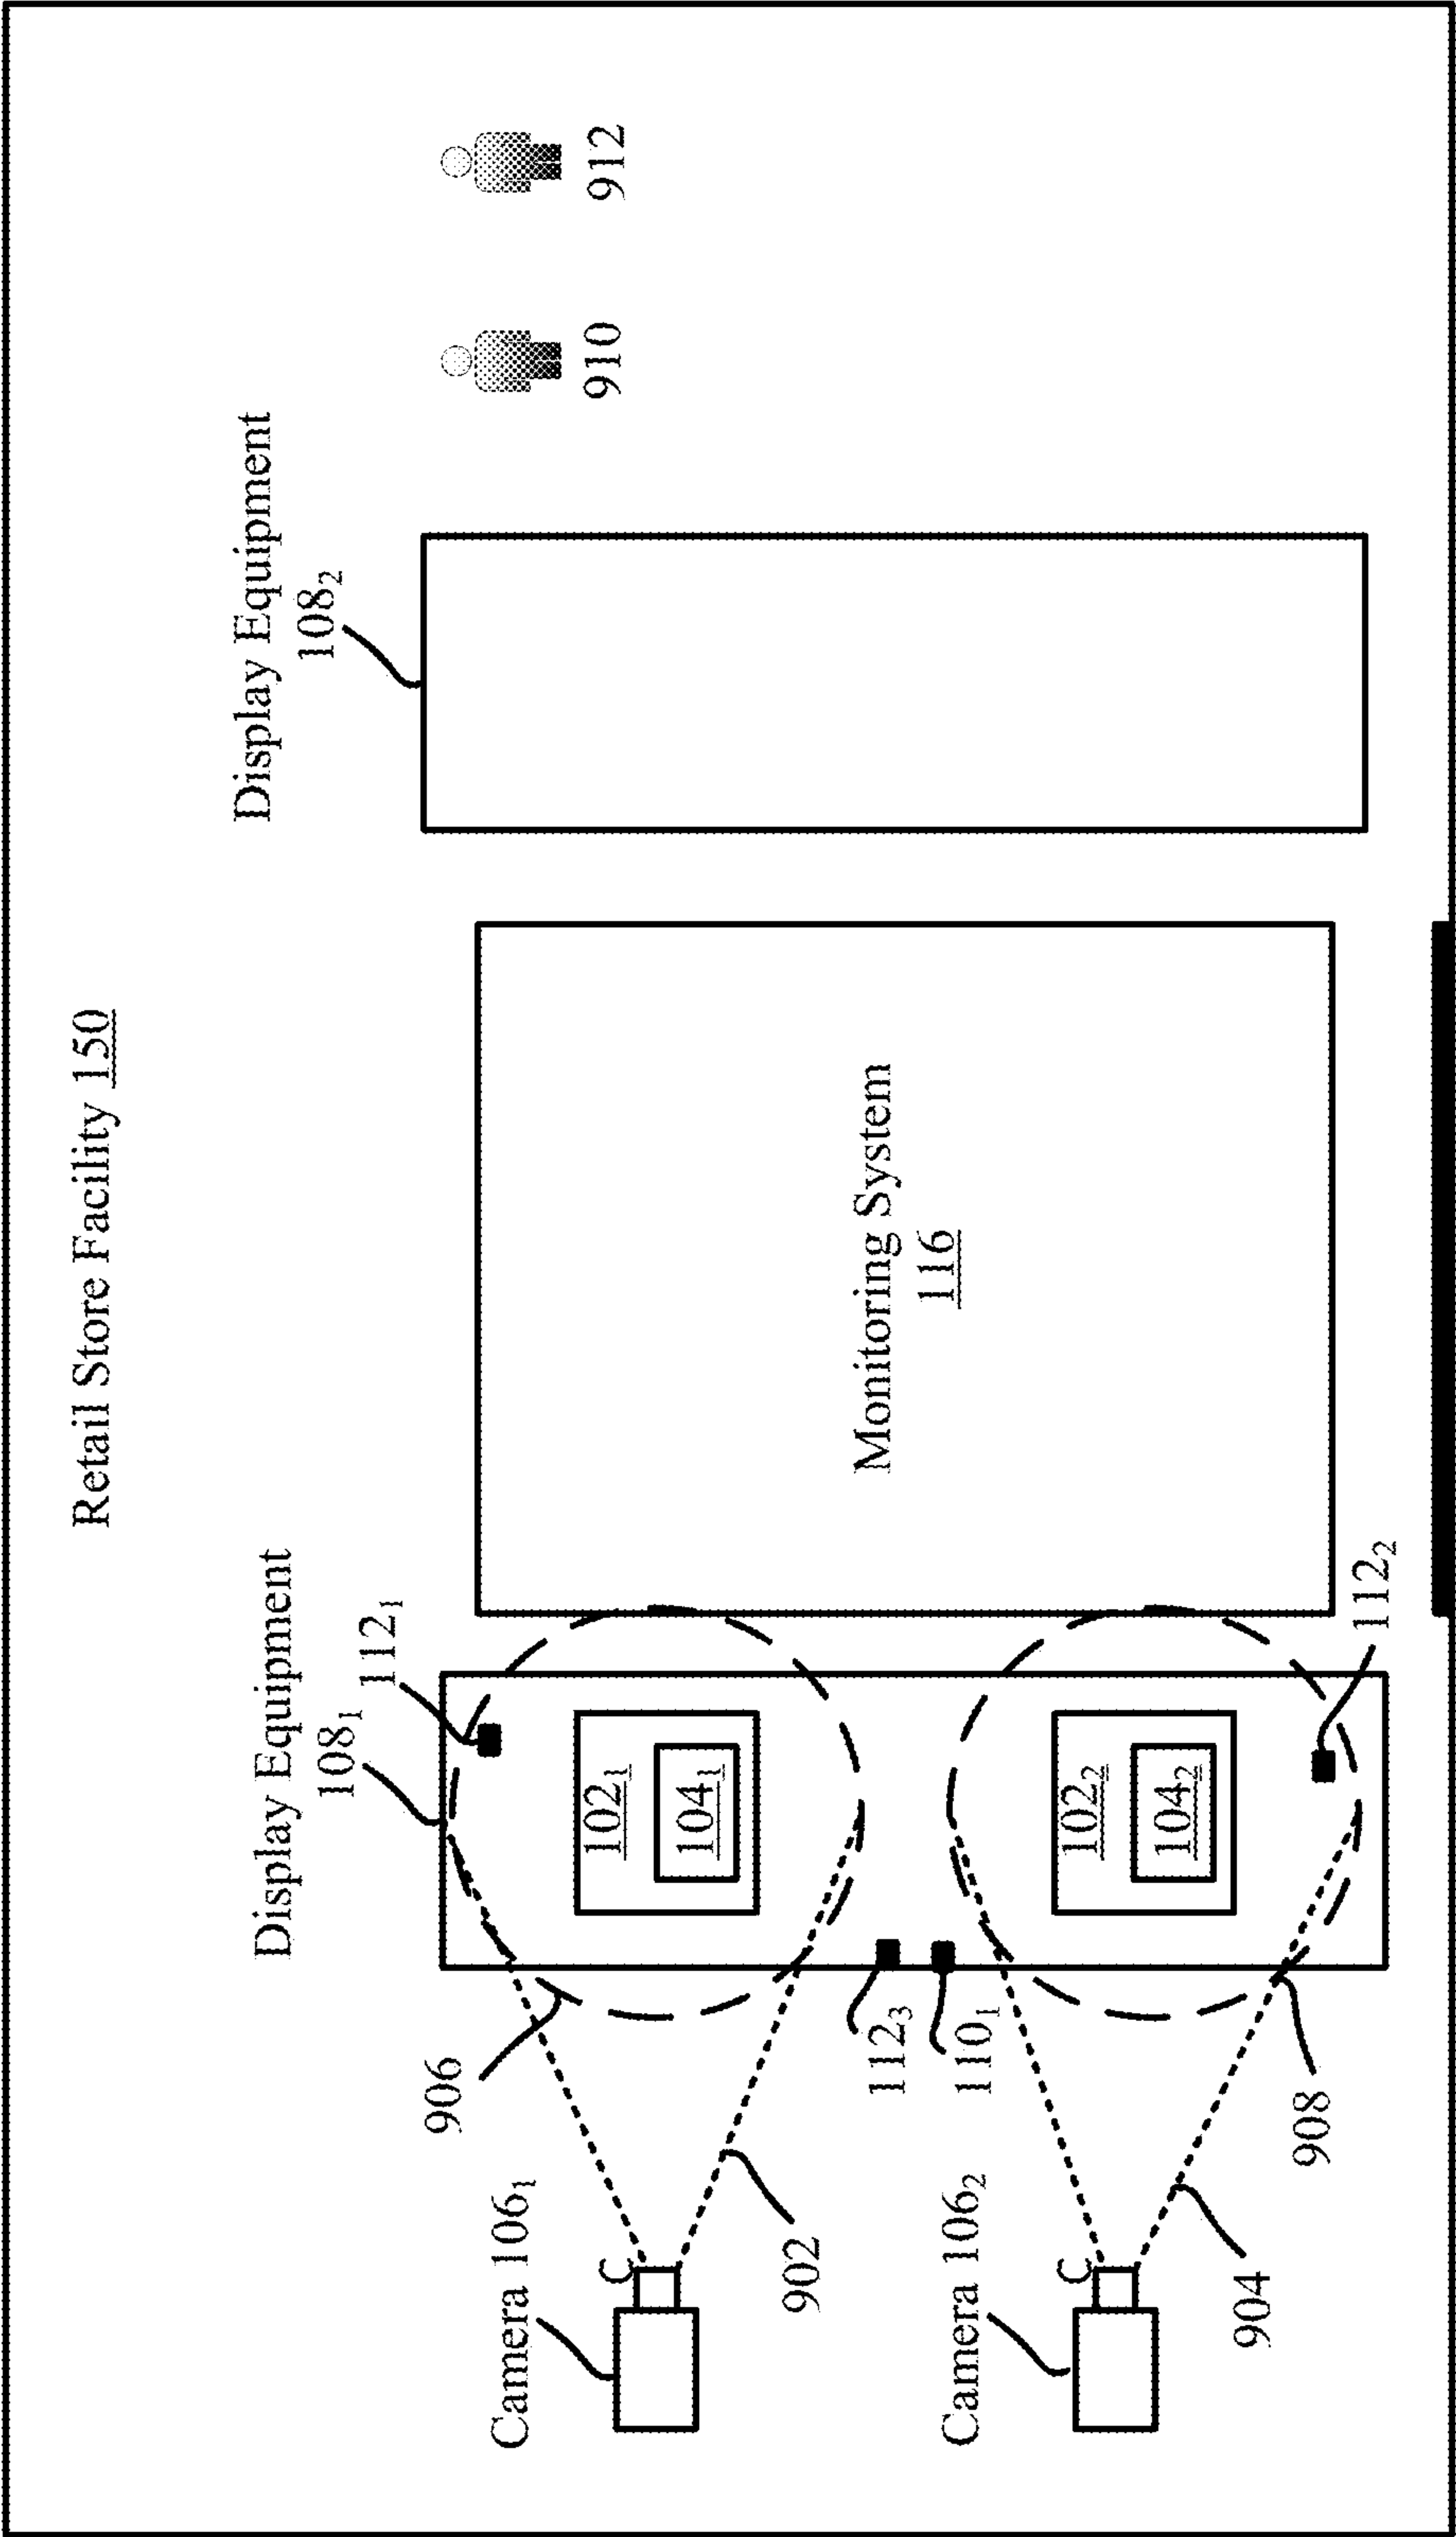 Retail Store Facility 150
Display Equipment
108₁
112₁
Display Equipment
108₂
906
Camera 106₁
C
902
102₁
104₁
910
912
Monitoring System
116
112₃
110₁
Camera 106₂
C
904
102₂
104₂
908
112₂